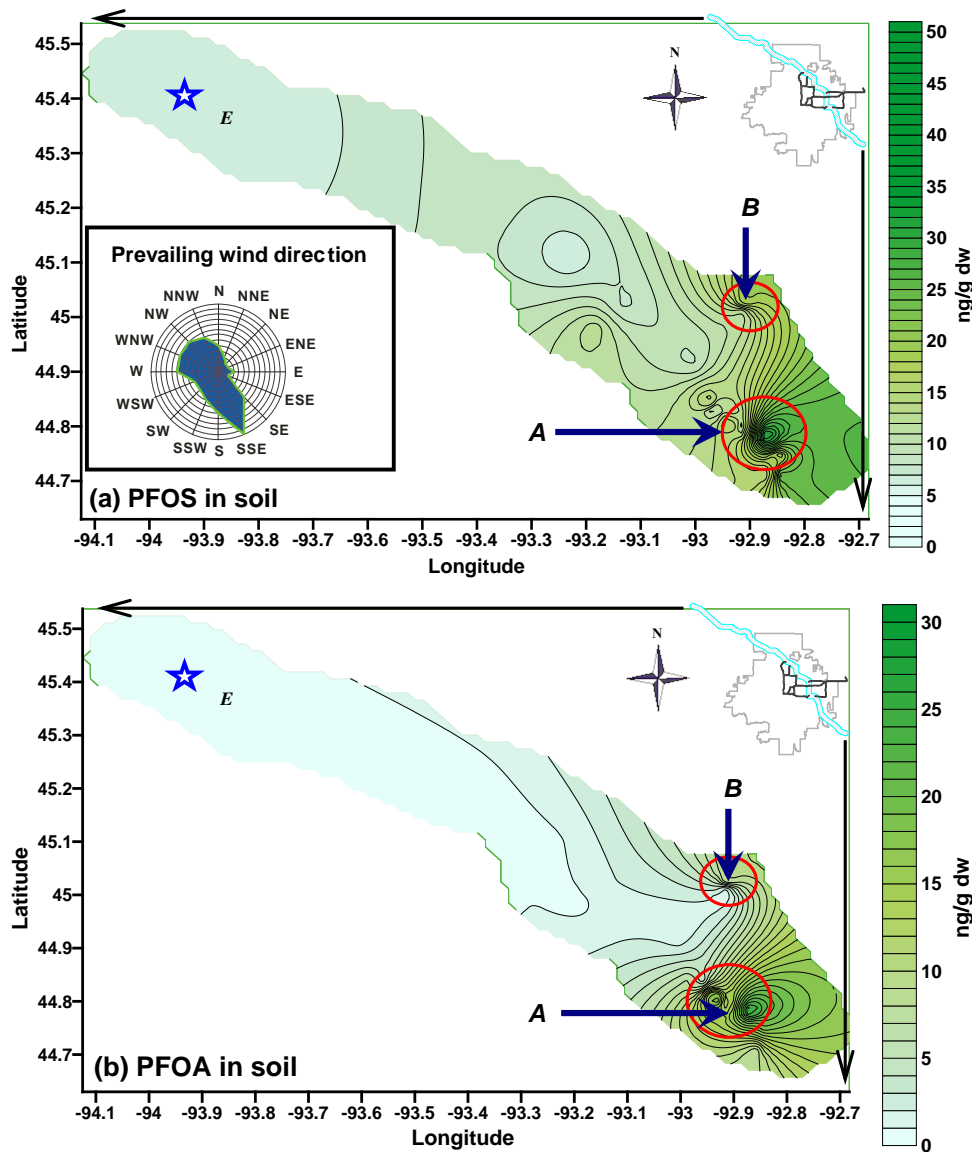 N
50
45
40
35
30
25
20
15
10
5
0
ng/g dw
45.5
45.4
45.3
45.2
45.1
45
44.9
44.8
44.7
Latitude
E
B
A
Prevailing wind direction
N
NNE
NE
ENE
E
ESE
SE
SSE
S
SSW
SW
WSW
W
WNW
NW
NNW
(a) PFOS in soil
-94.1 -94 -93.9 -93.8 -93.7 -93.6 -93.5 -93.4 -93.3 -93.2 -93.1 -93 -92.9 -92.8 -92.7
Longitude
N
30
25
20
15
10
5
0
ng/g dw
45.5
45.4
45.3
45.2
45.1
45
44.9
44.8
44.7
Latitude
E
B
A
(b) PFOA in soil
-94.1 -94 -93.9 -93.8 -93.7 -93.6 -93.5 -93.4 -93.3 -93.2 -93.1 -93 -92.9 -92.8 -92.7
Longitude